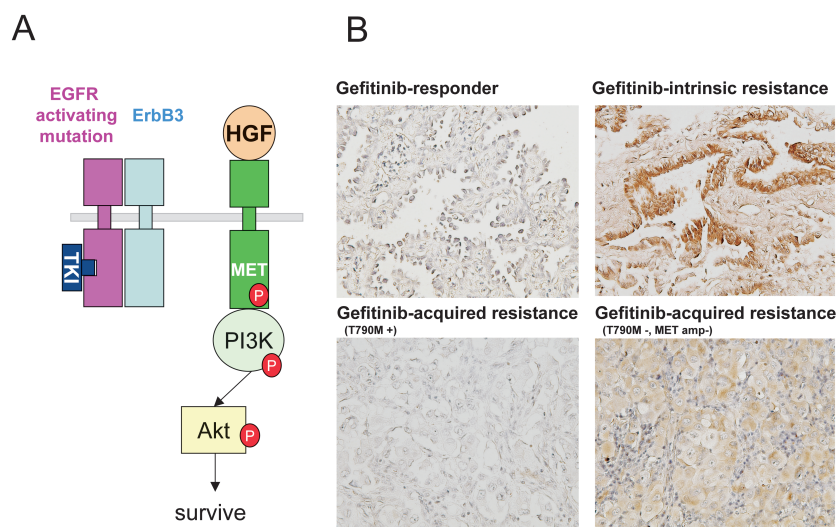 A
B
EGFR
activating
mutation
ErbB3
HGF
TKI
MET
P
PI3K
P
Akt
P
survive
Gefitinib-responder
Gefitinib-intrinsic resistance
Gefitinib-acquired resistance
(T790M +)
Gefitinib-acquired resistance
(T790M -, MET amp-)